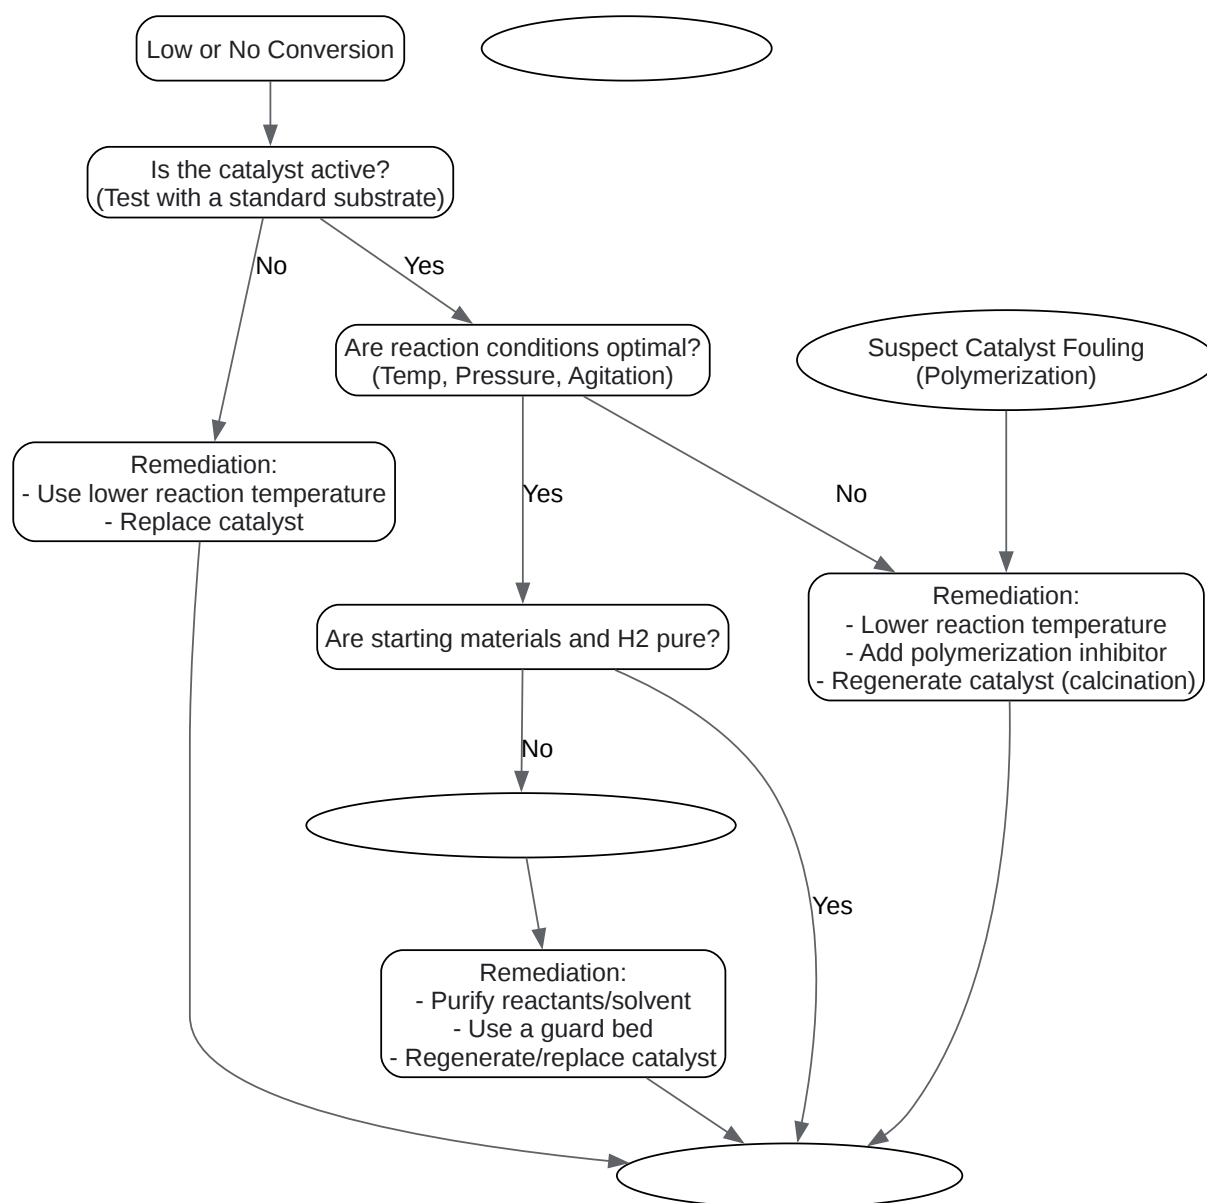 Low or No Conversion
Is the catalyst active?
(Test with a standard substrate)
No
Yes
Are reaction conditions optimal?
(Temp, Pressure, Agitation)
Suspect Catalyst Fouling
(Polymerization)
Remediation:
- Use lower reaction temperature
- Replace catalyst
Yes
No
Are starting materials and H2 pure?
Remediation:
- Lower reaction temperature
- Add polymerization inhibitor
- Regenerate catalyst (calcination)
No
Yes
Remediation:
- Purify reactants/solvent
- Use a guard bed
- Regenerate/replace catalyst